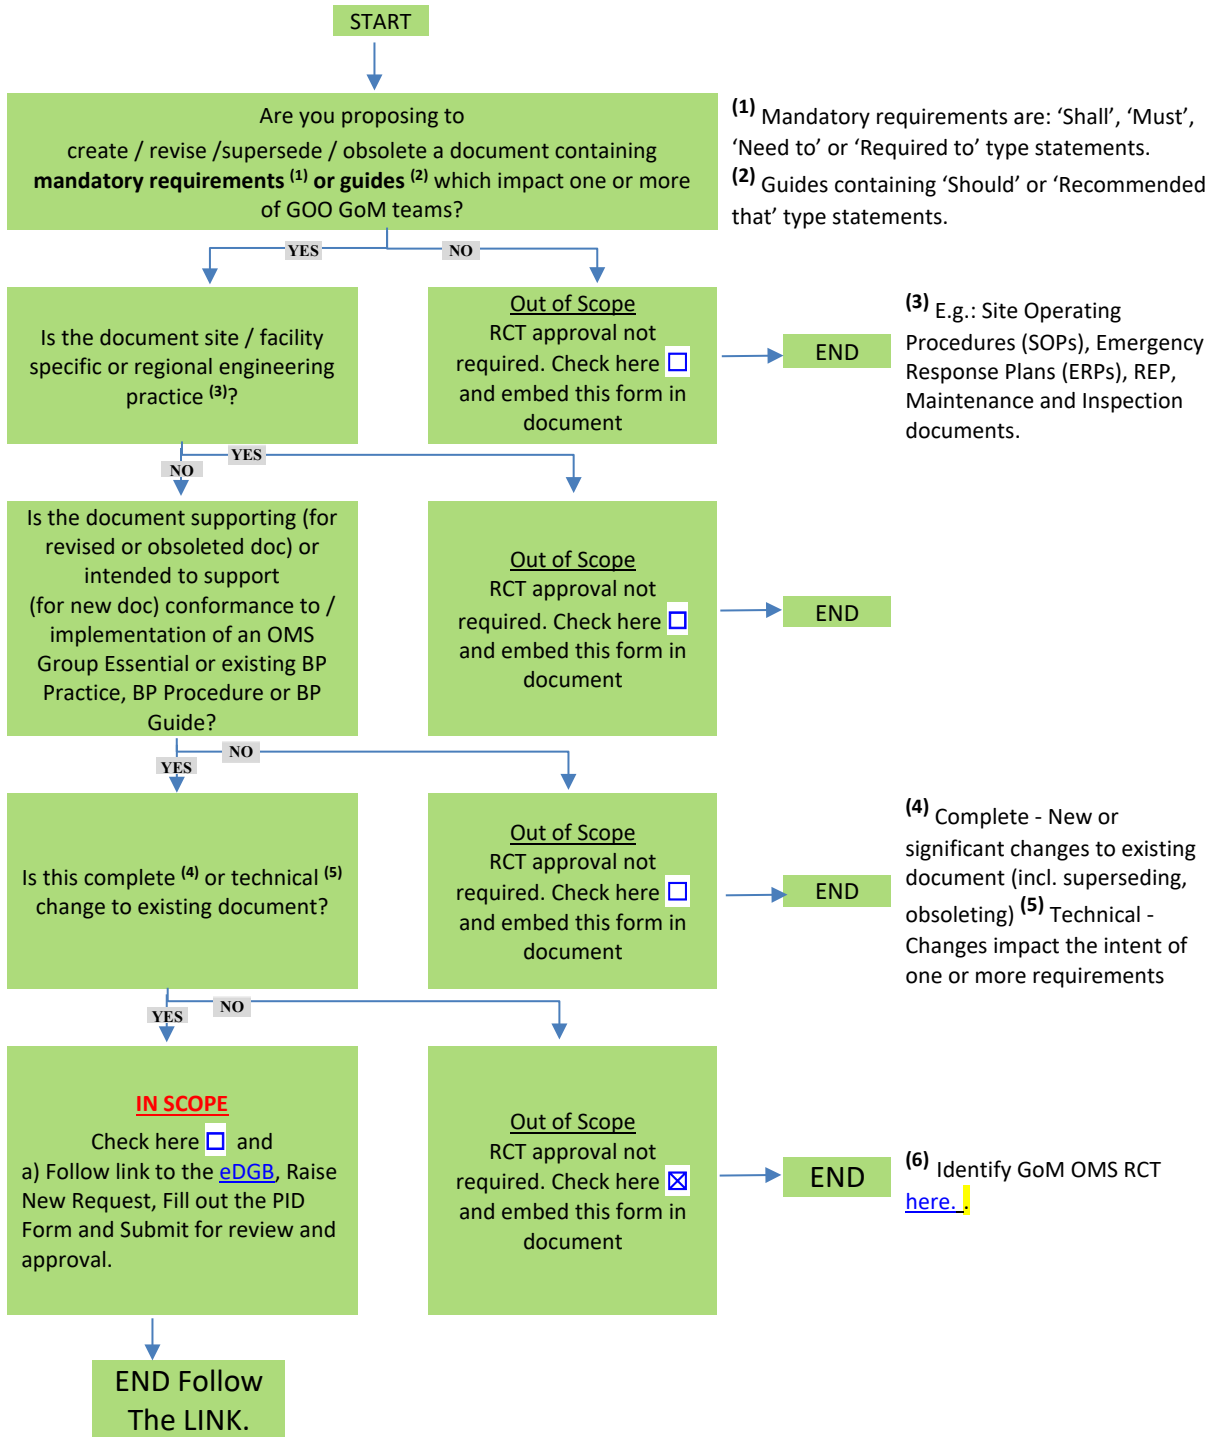 START
Are you proposing to
create / revise /supersede / obsolete a document containing
mandatory requirements (1) or guides (2) which impact one or more
of GOO GoM teams?
(1) Mandatory requirements are: ‘Shall’, ‘Must’,
‘Need to’ or ‘Required to’ type statements.
(2) Guides containing ‘Should’ or ‘Recommended
that’ type statements.
YES
NO
Is the document site / facility
specific or regional engineering
practice (3)?
Out of Scope
RCT approval not
required. Check here ☐
and embed this form in
document
END
(3) E.g.: Site Operating
Procedures (SOPs), Emergency
Response Plans (ERPs), REP,
Maintenance and Inspection
documents.
NO
YES
Is the document supporting (for
revised or obsoleted doc) or
intended to support
(for new doc) conformance to /
implementation of an OMS
Group Essential or existing BP
Practice, BP Procedure or BP
Guide?
Out of Scope
RCT approval not
required. Check here ☐
and embed this form in
document
END
YES
NO
Is this complete (4) or technical (5)
change to existing document?
Out of Scope
RCT approval not
required. Check here ☐
and embed this form in
document
END
(4) Complete - New or
significant changes to existing
document (incl. superseding,
obsoleting) (5) Technical -
Changes impact the intent of
one or more requirements
YES
NO
IN SCOPE
Check here ☐ and
a) Follow link to the eDGB, Raise
New Request, Fill out the PID
Form and Submit for review and
approval.
Out of Scope
RCT approval not
required. Check here ☒
and embed this form in
document
END
(6) Identify GoM OMS RCT
here. .
END Follow
The LINK.